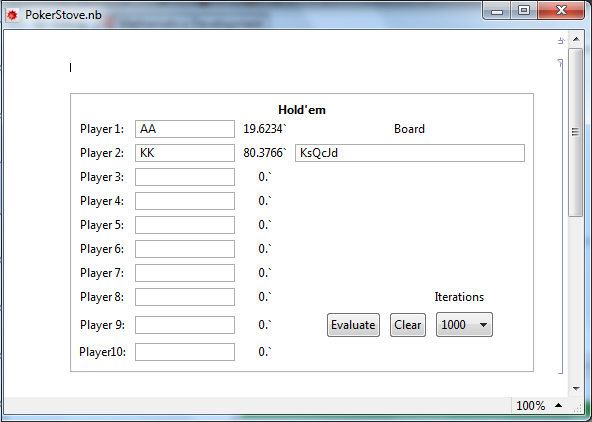 PokerStove.nb
Hold'em
Player 1: AA 19.6234` Board
Player 2: KK 80.3766` KsQcJd
Player 3: 0.`
Player 4: 0.`
Player 5: 0.`
Player 6: 0.`
Player 7: 0.`
Player 8: 0.` Iterations
Player 9: 0.` Evaluate Clear 1000
Player10: 0.`
100%